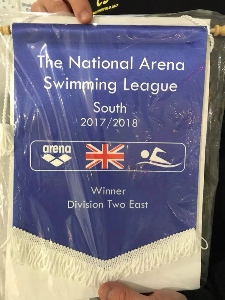 The National Arena
Swimming League
South
2017/2018
arena
Winner
Division Two East